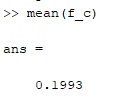 >> mean(f_c)
ans =
0.1993